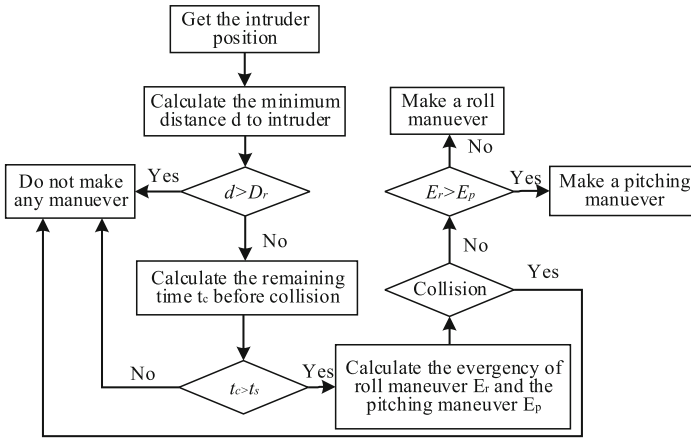 Get the intruder
position
Calculate the minimum
distance d to intruder
Yes
d>Dr
Do not make
any manuever
No
Calculate the remaining
time tc before collision
No
tc>ts
Yes
Calculate the evergency of
roll maneuver Er and the
pitching maneuver Ep
Collision
Yes
No
Er>Ep
Yes
Make a pitching
manuever
No
Make a roll
manuever